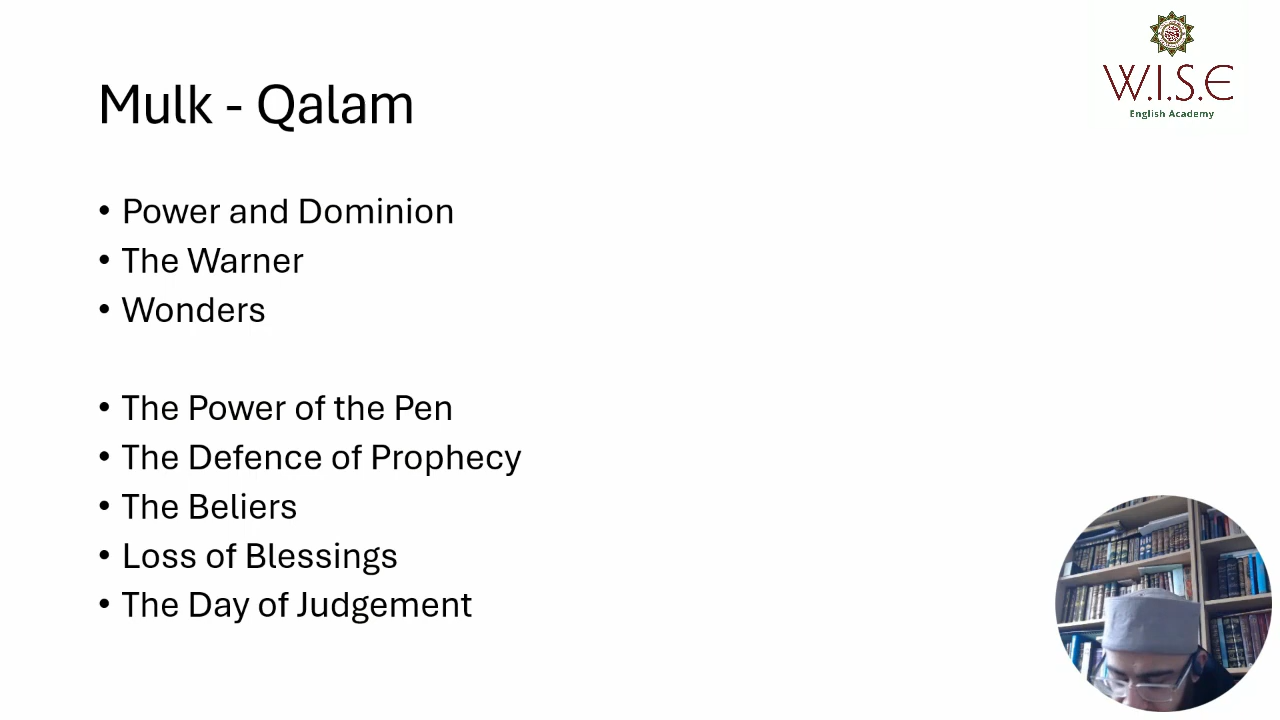 Mulk - Qalam
W.I.S.E
English Academy
• Power and Dominion
• The Warner
• Wonders
• The Power of the Pen
• The Defence of Prophecy
• The Beliers
• Loss of Blessings
• The Day of Judgement